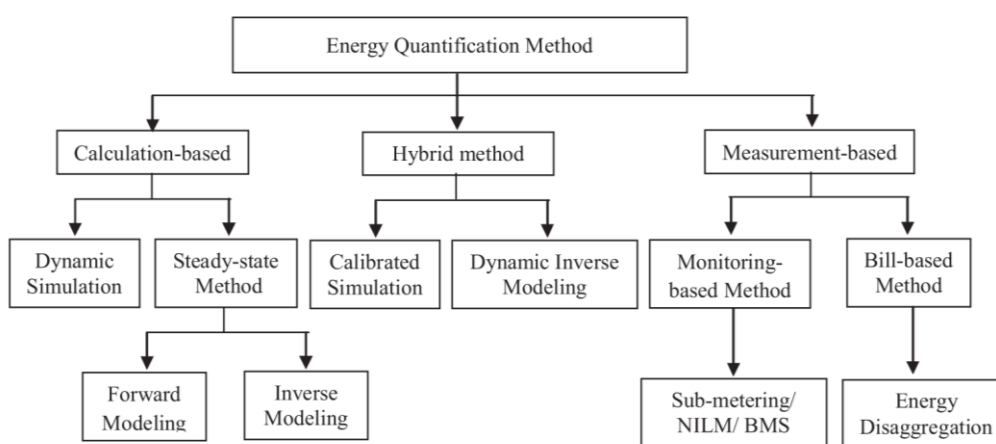 Energy Quantification Method
Calculation-based
Hybrid method
Measurement-based
Dynamic
Simulation
Steady-state
Method
Calibrated
Simulation
Dynamic Inverse
Modeling
Monitoring-
based Method
Bill-based
Method
Forward
Modeling
Inverse
Modeling
Sub-metering/
NILM/ BMS
Energy
Disaggregation